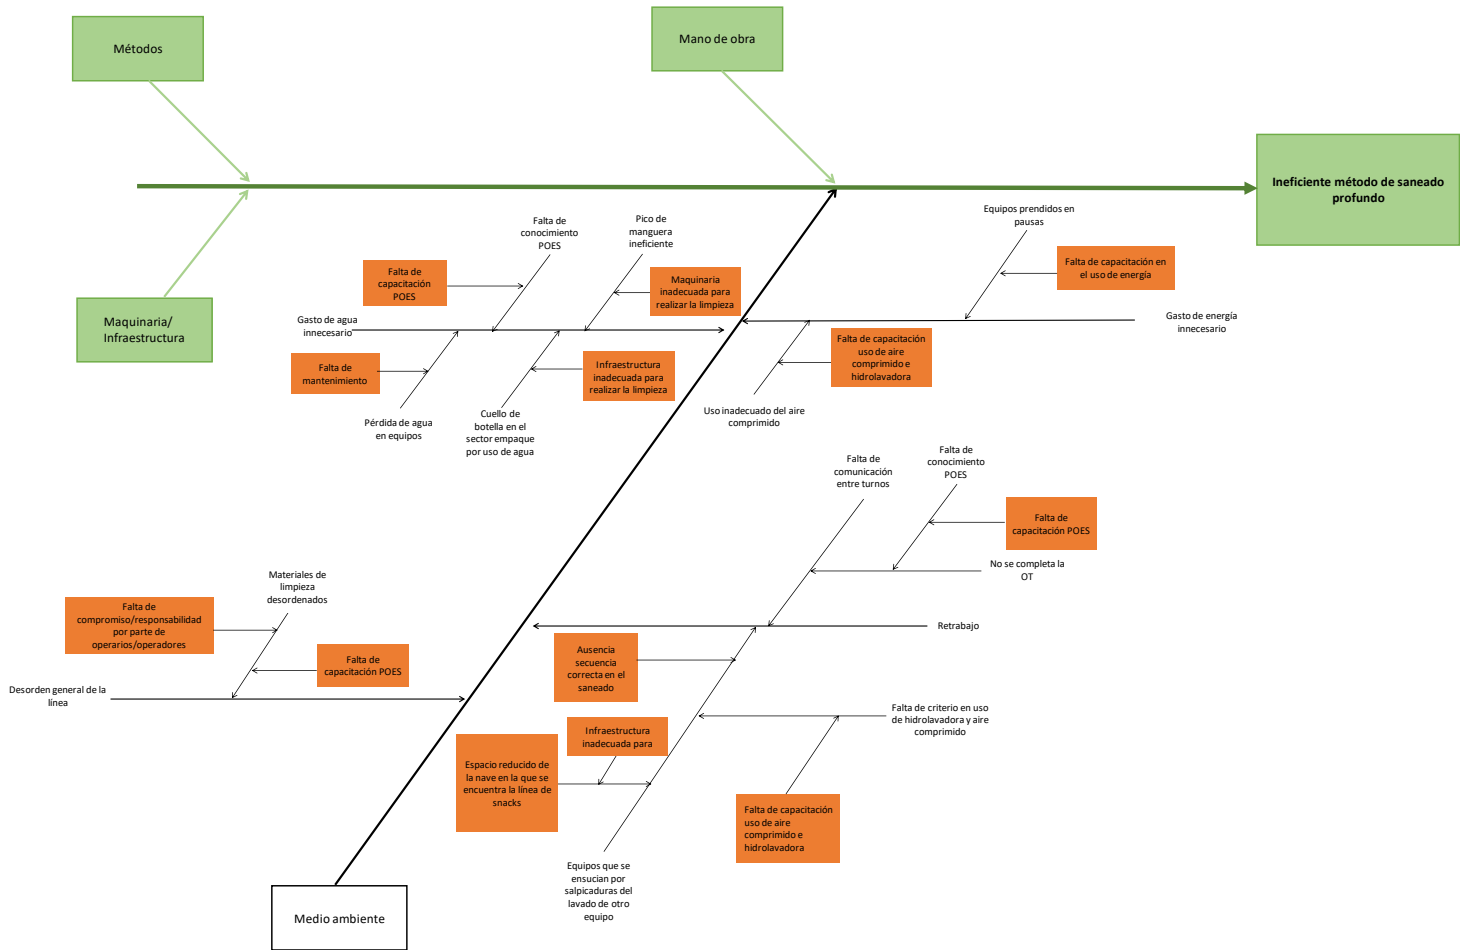 Métodos
Mano de obra
Ineficiente método de saneado
profundo
Maquinaria/
Infraestructura
Falta de
conocimiento
POES
Pico de
manguera
ineficiente
Equipos prendidos en
pausas
Falta de
capacitación
POES
Maquinaria
inadecuada para
realizar la limpieza
Falta de capacitación en
el uso de energía
Gasto de agua
innecesario
Gasto de energía
innecesario
Falta de
mantenimiento
Infraestructura
inadecuada para
realizar la limpieza
Falta de capacitación
uso de aire
comprimido e
hidrolavadora
Pérdida de agua
en equipos
Cuello de
botella en el
sector empaque
por uso de agua
Uso inadecuado del aire
comprimido
Falta de
comunicación
entre turnos
Falta de
conocimiento
POES
Falta de
capacitación POES
No se completa la
OT
Materiales de
limpieza
desordenados
Falta de
compromiso/responsabilidad
por parte de
operarios/operadores
Falta de
capacitación POES
Retrabajo
Ausencia
secuencia
correcta en el
saneado
Desorden general de la
línea
Falta de criterio en uso
de hidrolavadora y aire
comprimido
Infraestructura
inadecuada para
Espacio reducido de
la nave en la que se
encuentra la línea de
snacks
Falta de capacitación
uso de aire
comprimido e
hidrolavadora
Equipos que se
ensucian por
salpicaduras del
lavado de otro
equipo
Medio ambiente